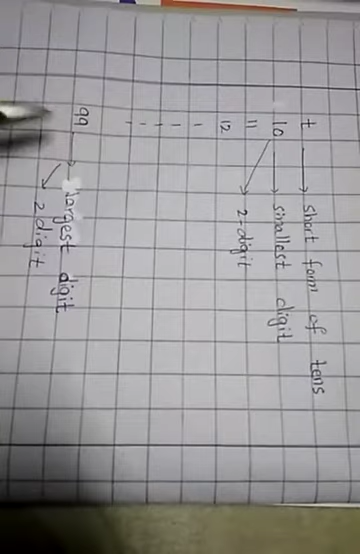 t → short form of tens
10 → smallest digit
→ 2-digit
11
12
99 → largest digit
→ 2 digit